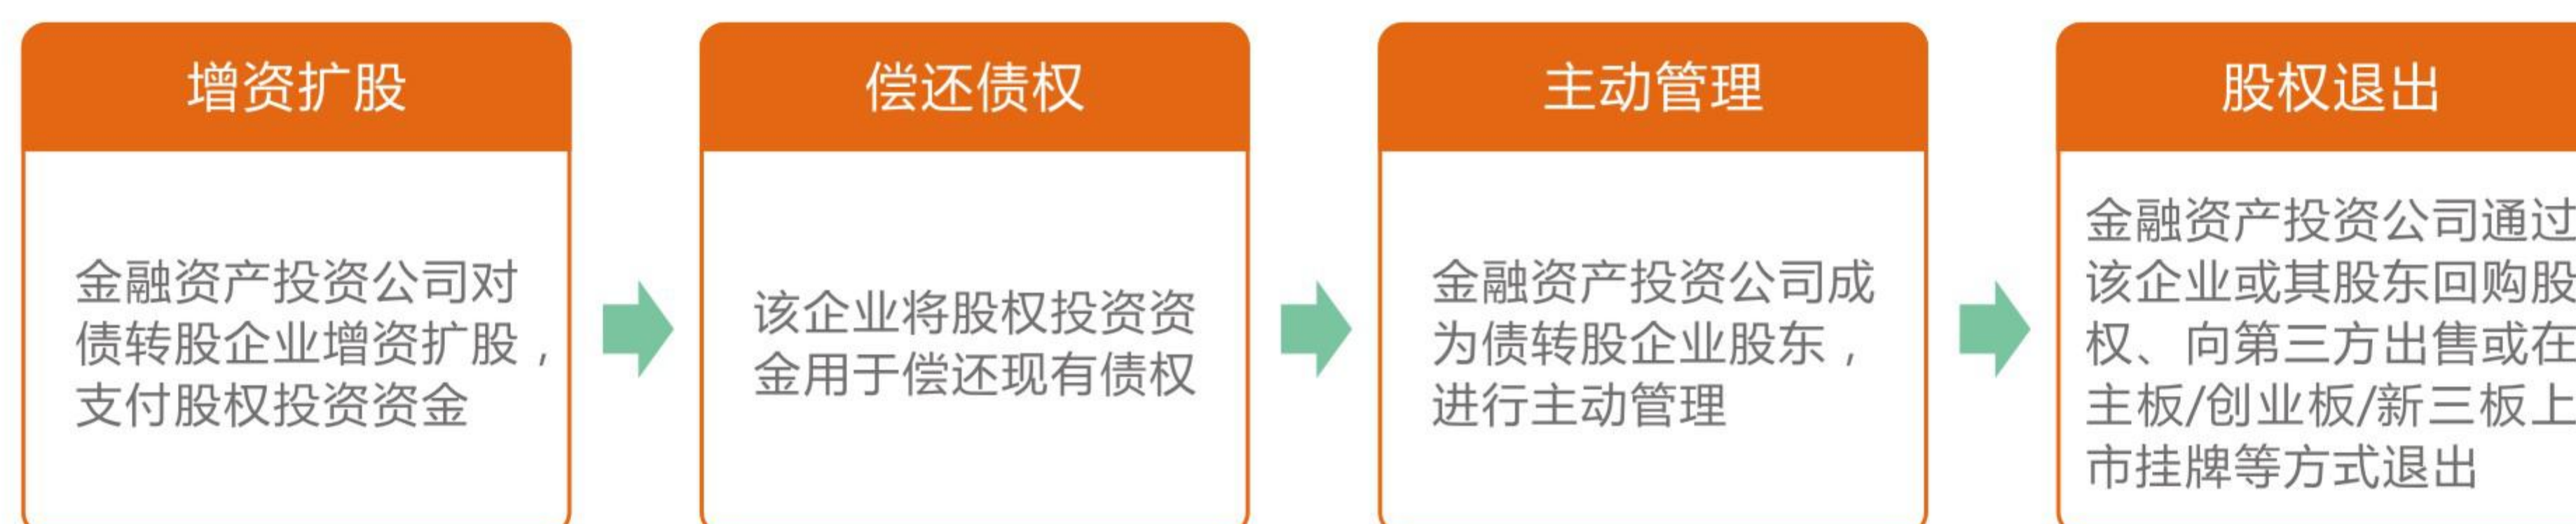 增资扩股
金融资产投资公司对
债转股企业增资扩股，
支付股权投资资金
偿还债权
该企业将股权投资资
金用于偿还现有债权
主动管理
金融资产投资公司成
为债转股企业股东，
进行主动管理
股权退出
金融资产投资公司通过
该企业或其股东回购股
权、向第三方出售或在
主板/创业板/新三板上
市挂牌等方式退出